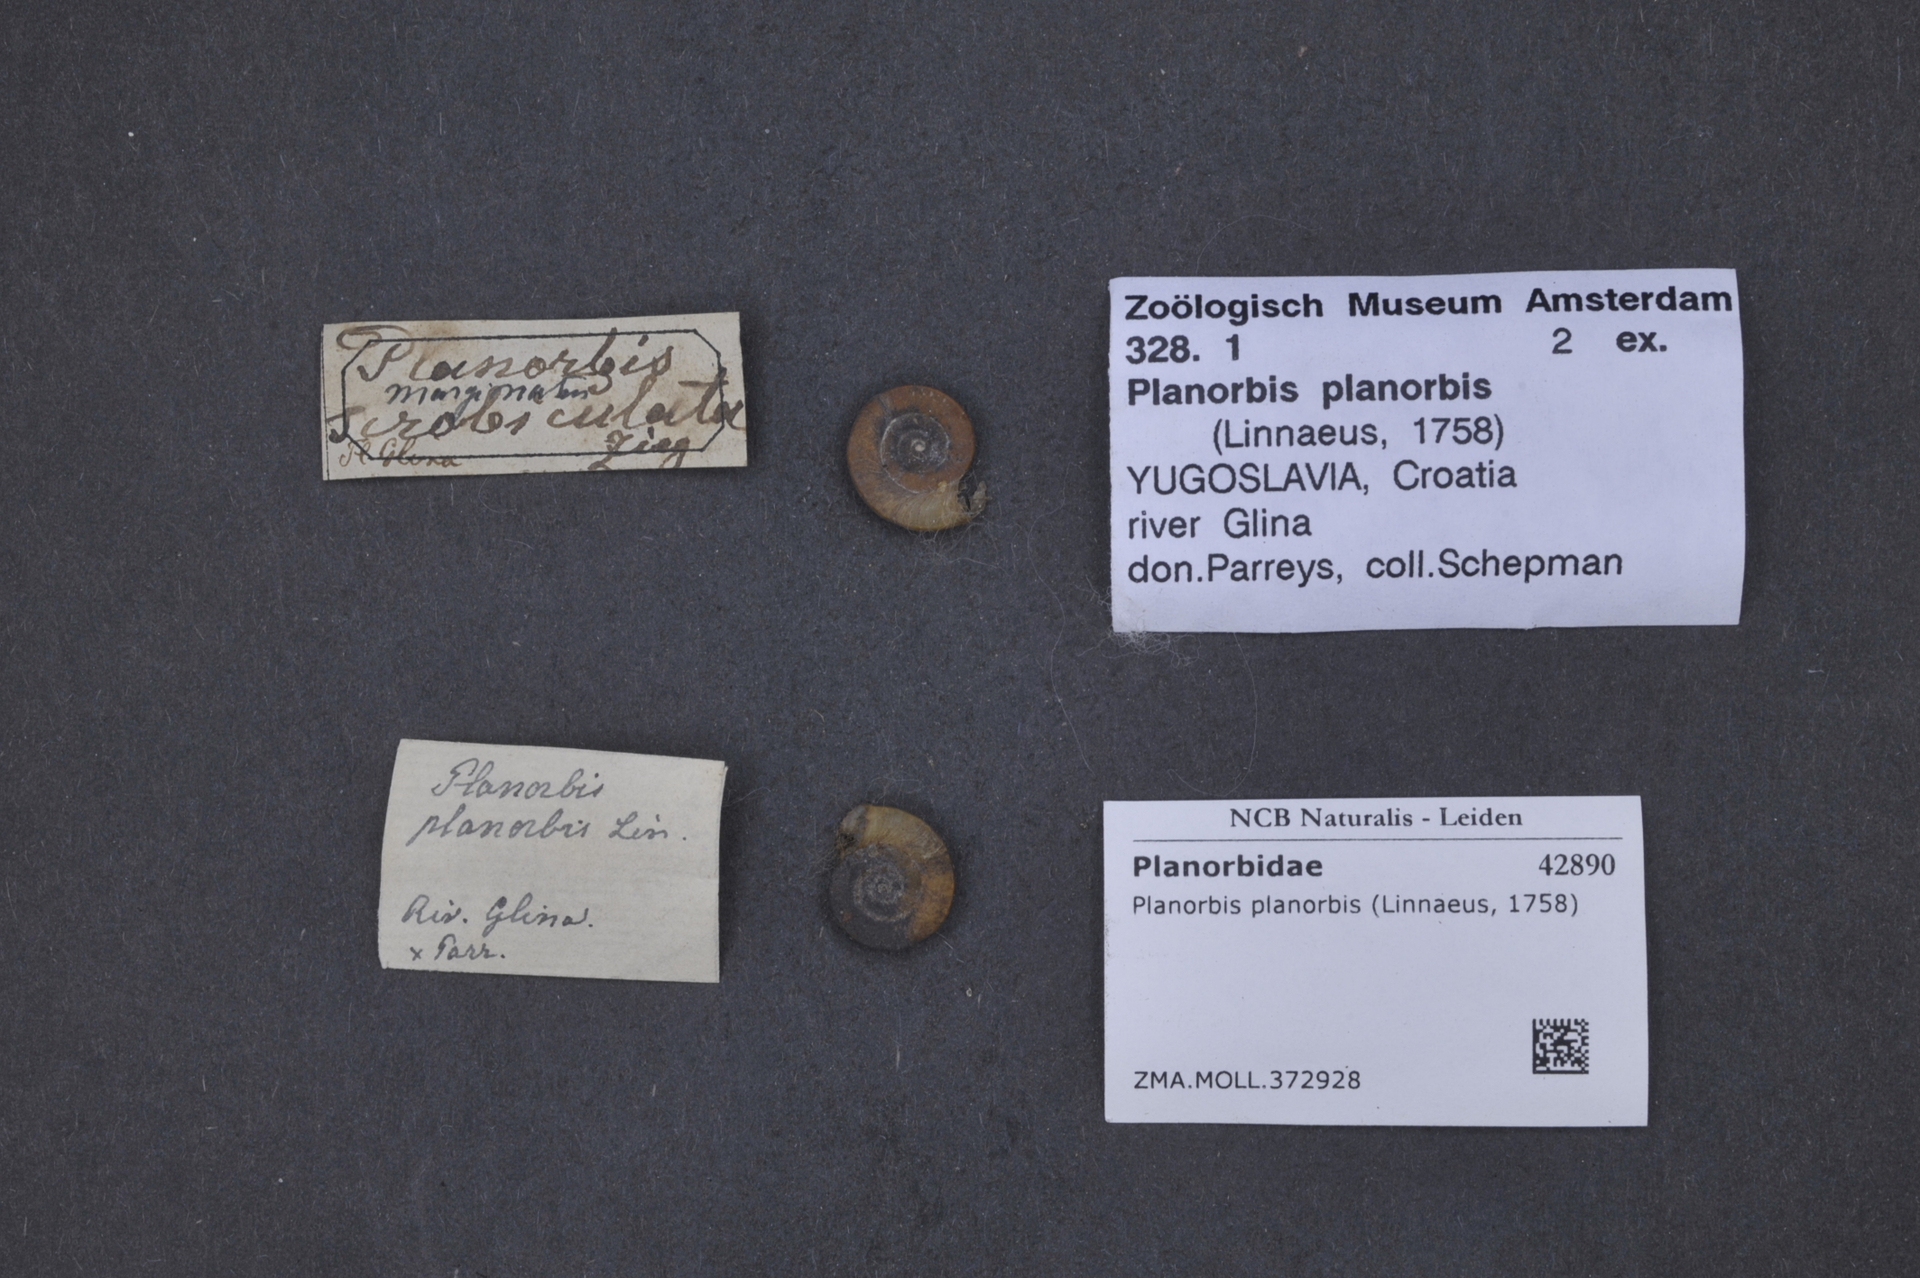 Planorbis
marginatus
scrobiculata
Zieg
Fl Glina
Zoölogisch Museum Amsterdam
328. 1 2 ex.
Planorbis planorbis
(Linnaeus, 1758)
YUGOSLAVIA, Croatia
river Glina
don.Parreys, coll.Schepman
Planorbis
planorbis Lin.
Riv. Glina.
x Parr.
NCB Naturalis - Leiden
Planorbidae 42890
Planorbis planorbis (Linnaeus, 1758)
ZMA.MOLL.372928